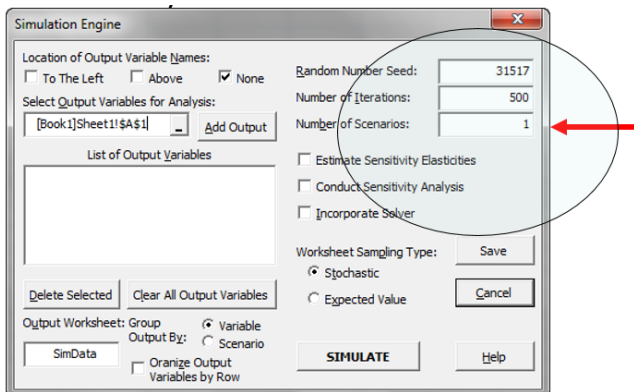 Simulation Engine
Location of Output Variable Names:
To The Left Above None
Select Output Variables for Analysis:
[Book1]Sheet1!$A$1 _ Add Output
List of Output Variables
Delete Selected Clear All Output Variables
Output Worksheet: Group Output By: Variable
Scenario
SimData
Oranize Output
Variables by Row
Random Number Seed: 31517
Number of Iterations: 500
Number of Scenarios: 1
Estimate Sensitivity Elasticities
Conduct Sensitivity Analysis
Incorporate Solver
Worksheet Sampling Type: Save
Stochastic
Expected Value Cancel
SIMULATE Help